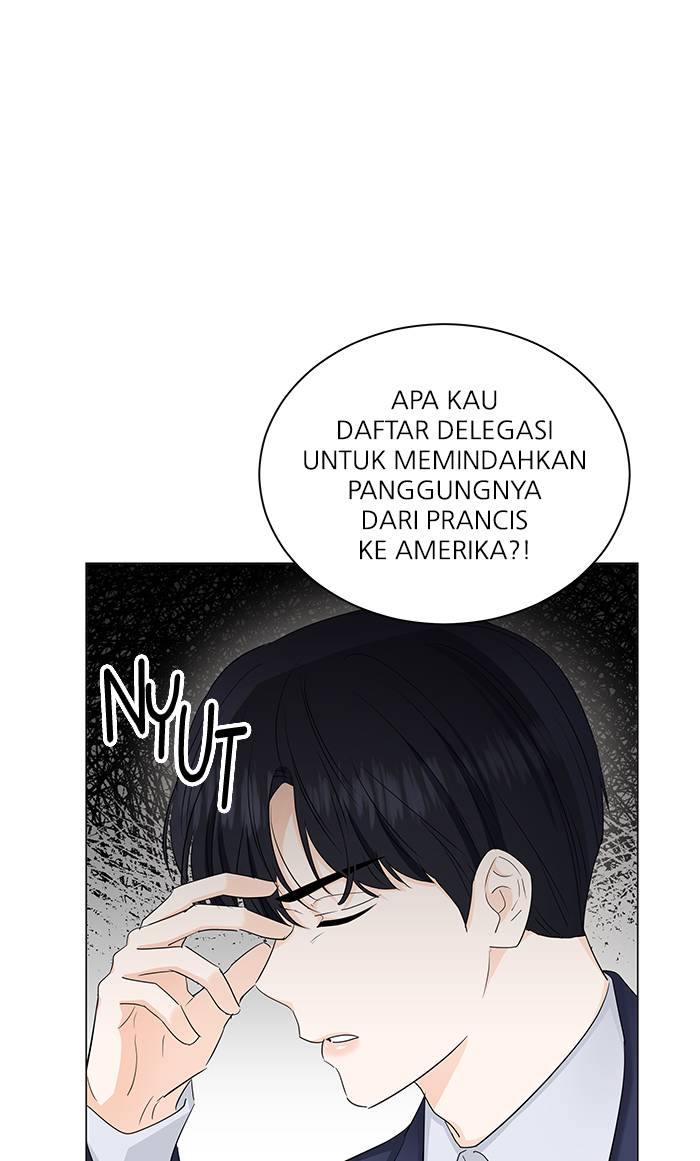 APA KAU
DAFTAR DELEGASI
UNTUK MEMINDAHKAN
PANGGUNGNYA
DARI PRANCIS
KE AMERIKA?!
NYUT